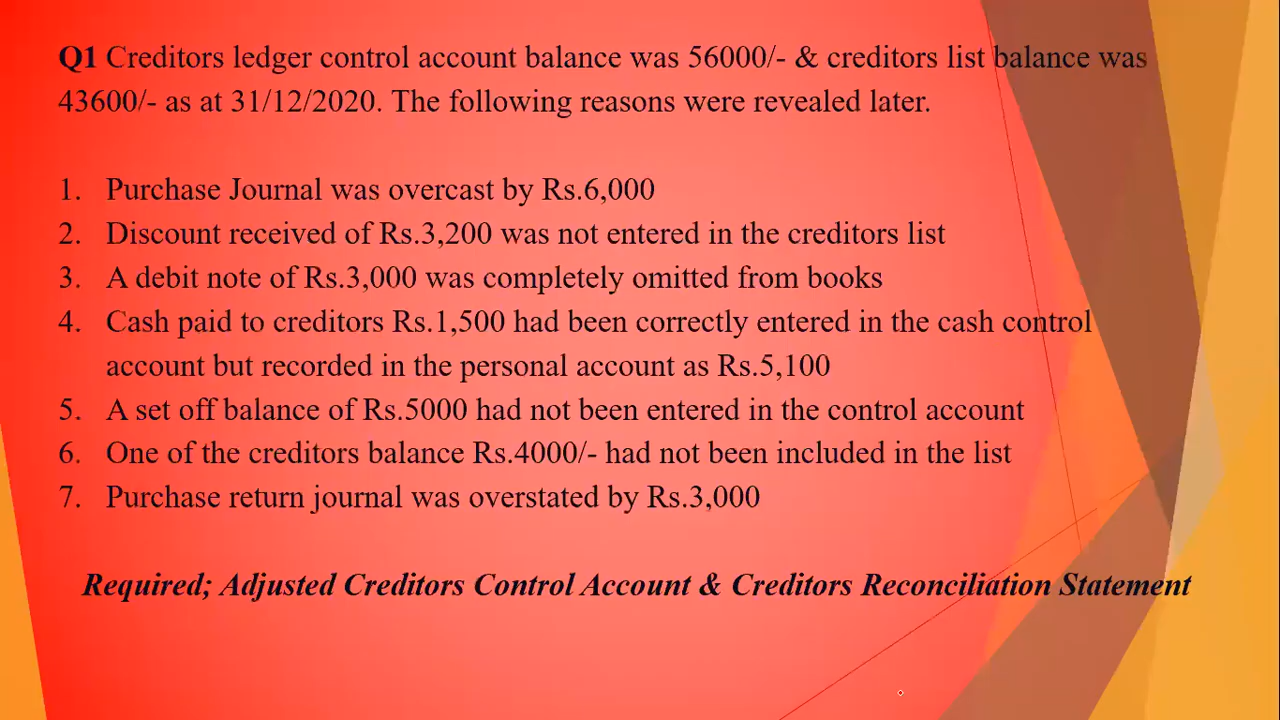 Q1 Creditors ledger control account balance was 56000/- & creditors list balance was
43600/- as at 31/12/2020. The following reasons were revealed later.
1. Purchase Journal was overcast by Rs.6,000
2. Discount received of Rs.3,200 was not entered in the creditors list
3. A debit note of Rs.3,000 was completely omitted from books
4. Cash paid to creditors Rs.1,500 had been correctly entered in the cash control
account but recorded in the personal account as Rs.5,100
5. A set off balance of Rs.5000 had not been entered in the control account
6. One of the creditors balance Rs.4000/- had not been included in the list
7. Purchase return journal was overstated by Rs.3,000
Required; Adjusted Creditors Control Account & Creditors Reconciliation Statement